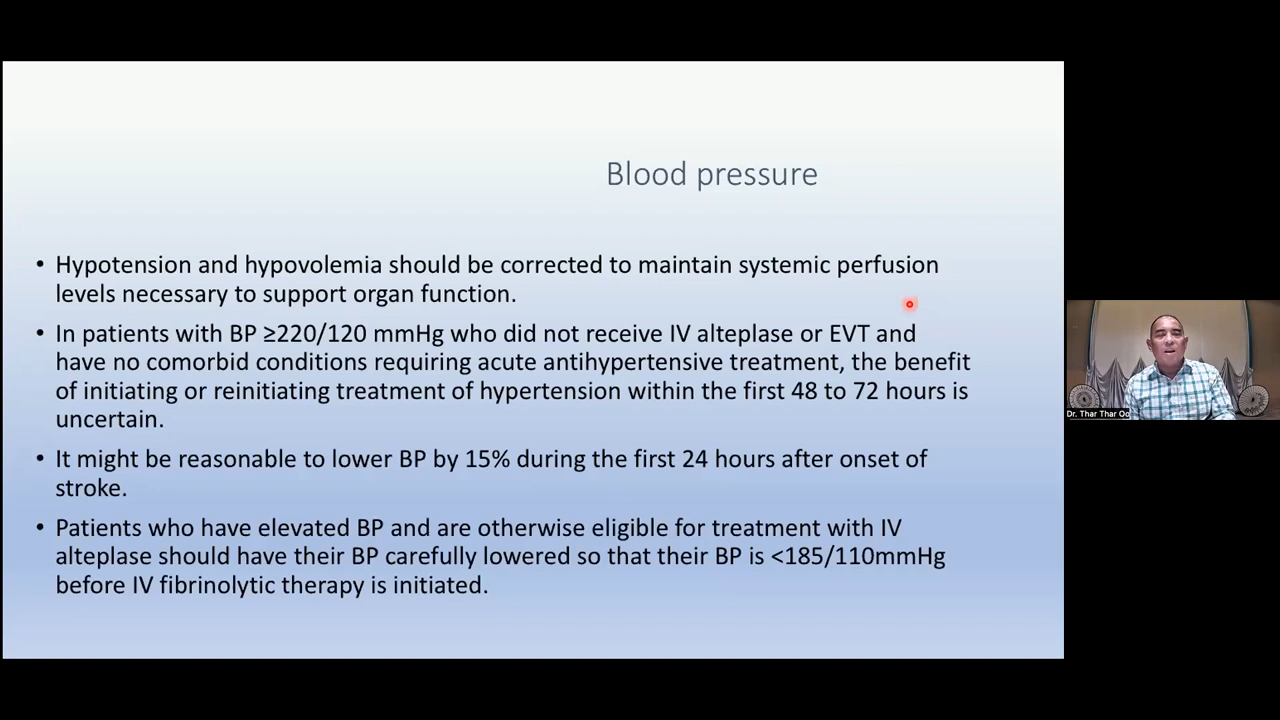 Blood pressure
• Hypotension and hypovolemia should be corrected to maintain systemic perfusion
levels necessary to support organ function.
• In patients with BP ≥220/120 mmHg who did not receive IV alteplase or EVT and
have no comorbid conditions requiring acute antihypertensive treatment, the benefit
of initiating or reinitiating treatment of hypertension within the first 48 to 72 hours is
uncertain.
• It might be reasonable to lower BP by 15% during the first 24 hours after onset of
stroke.
• Patients who have elevated BP and are otherwise eligible for treatment with IV
alteplase should have their BP carefully lowered so that their BP is <185/110mmHg
before IV fibrinolytic therapy is initiated.
Dr. Thar Thar Oo